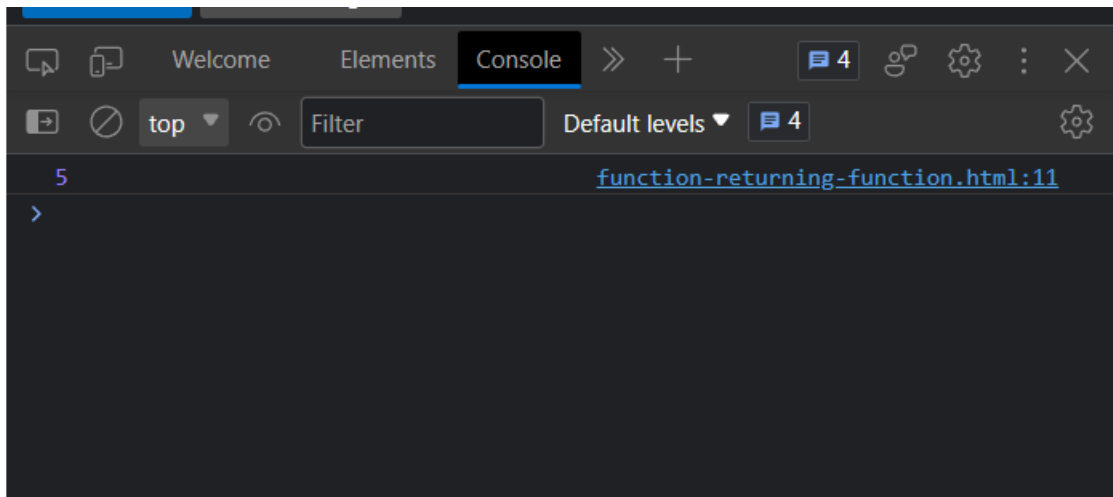 Welcome Elements Console 4
top Filter Default levels 4
5 function-returning-function.html:11